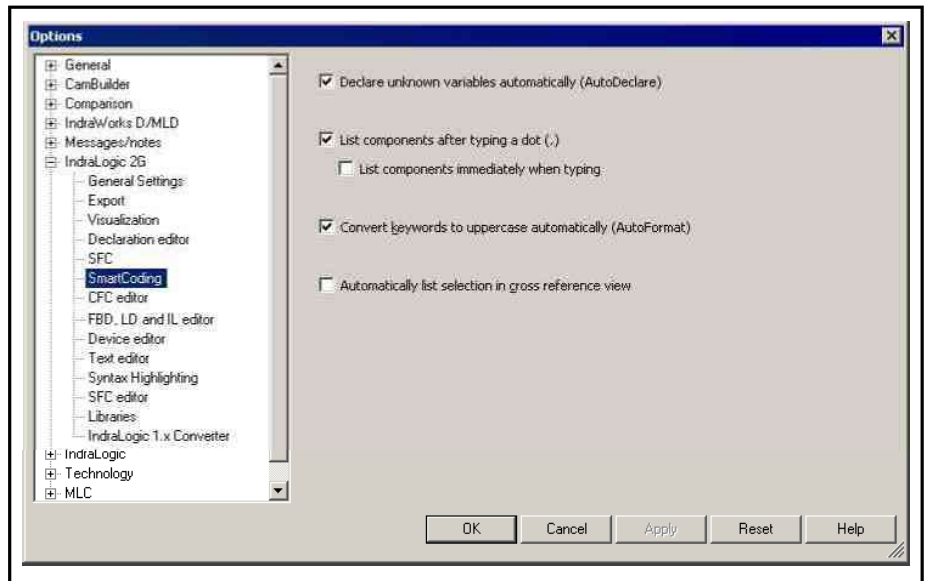 Options
General
CamBuilder
Comparison
IndraWorks D/MLD
Messages/notes
IndraLogic 2G
General Settings
Export
Visualization
Declaration editor
SFC
SmartCoding
CFC editor
FBD, LD and IL editor
Device editor
Text editor
Syntax Highlighting
SFC editor
Libraries
IndraLogic 1.x Converter
IndraLogic
Technology
MLC
Declare unknown variables automatically (AutoDeclare)
List components after typing a dot (.)
List components immediately when typing
Convert keywords to uppercase automatically (AutoFormat)
Automatically list selection in cross reference view
OK Cancel Apply Reset Help